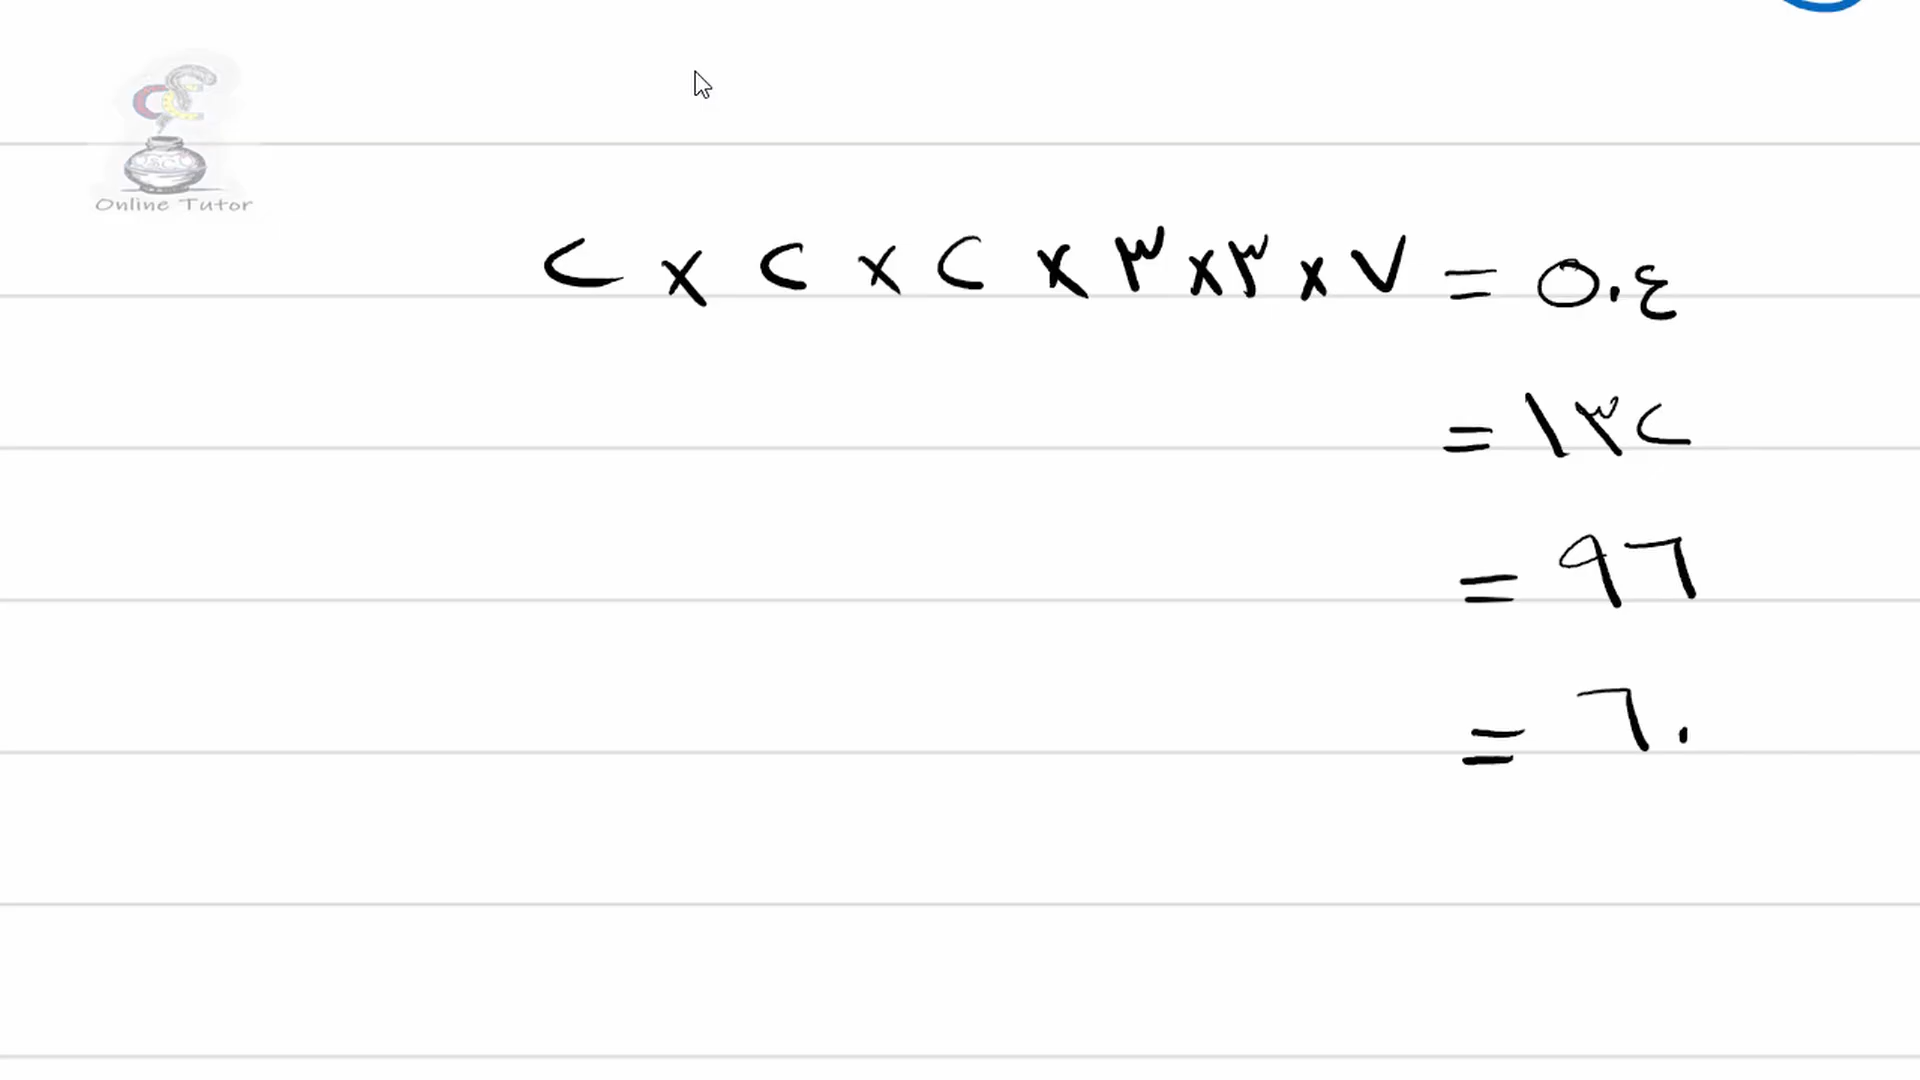 Online Tutor
٢ × ٢ × ٢ × ٣ × ٣ × ٧ = ٥٠٤
= ١٣٢
= ٩٦
= ٦٠